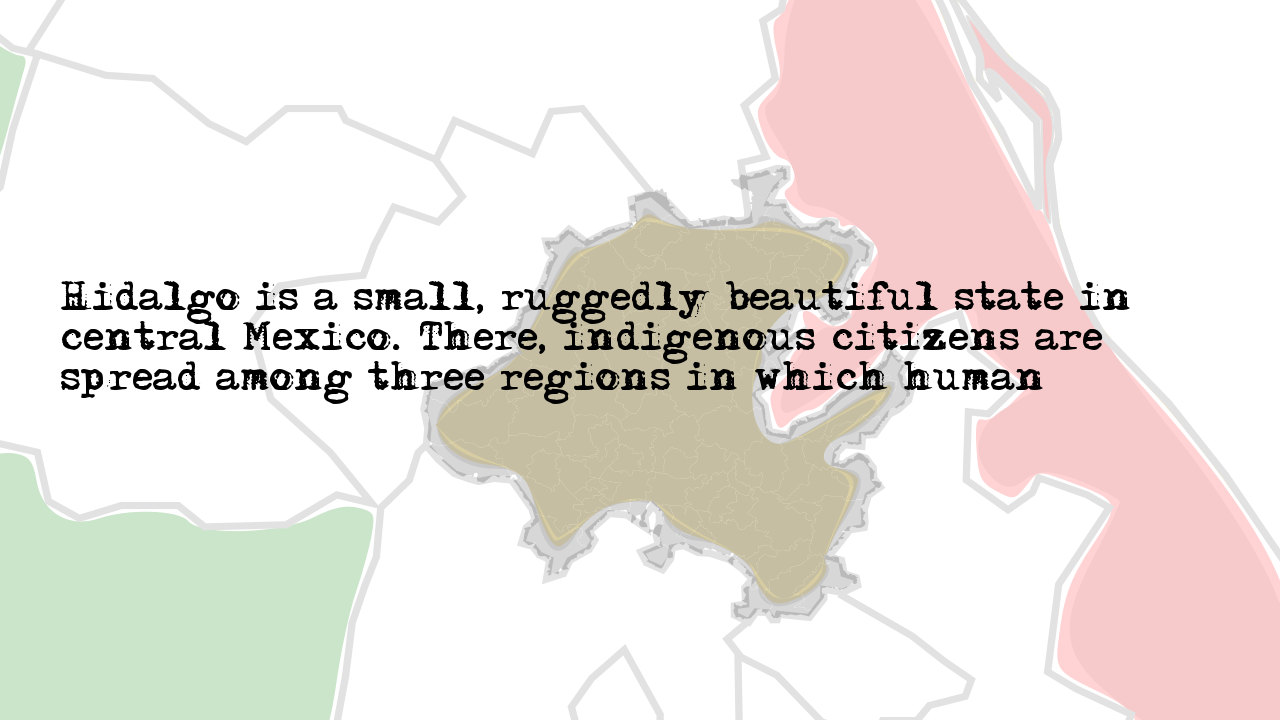 Hidalgo is a small, ruggedly beautiful state in
central Mexico. There, indigenous citizens are
spread among three regions in which human